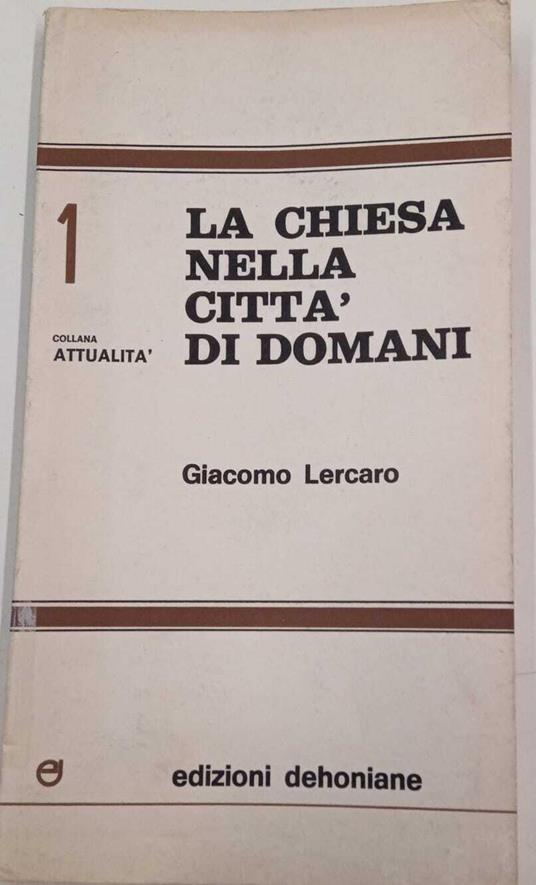 1
COLLANA
ATTUALITA'
LA CHIESA
NELLA
CITTA'
DI DOMANI
Giacomo Lercaro
edizioni dehoniane